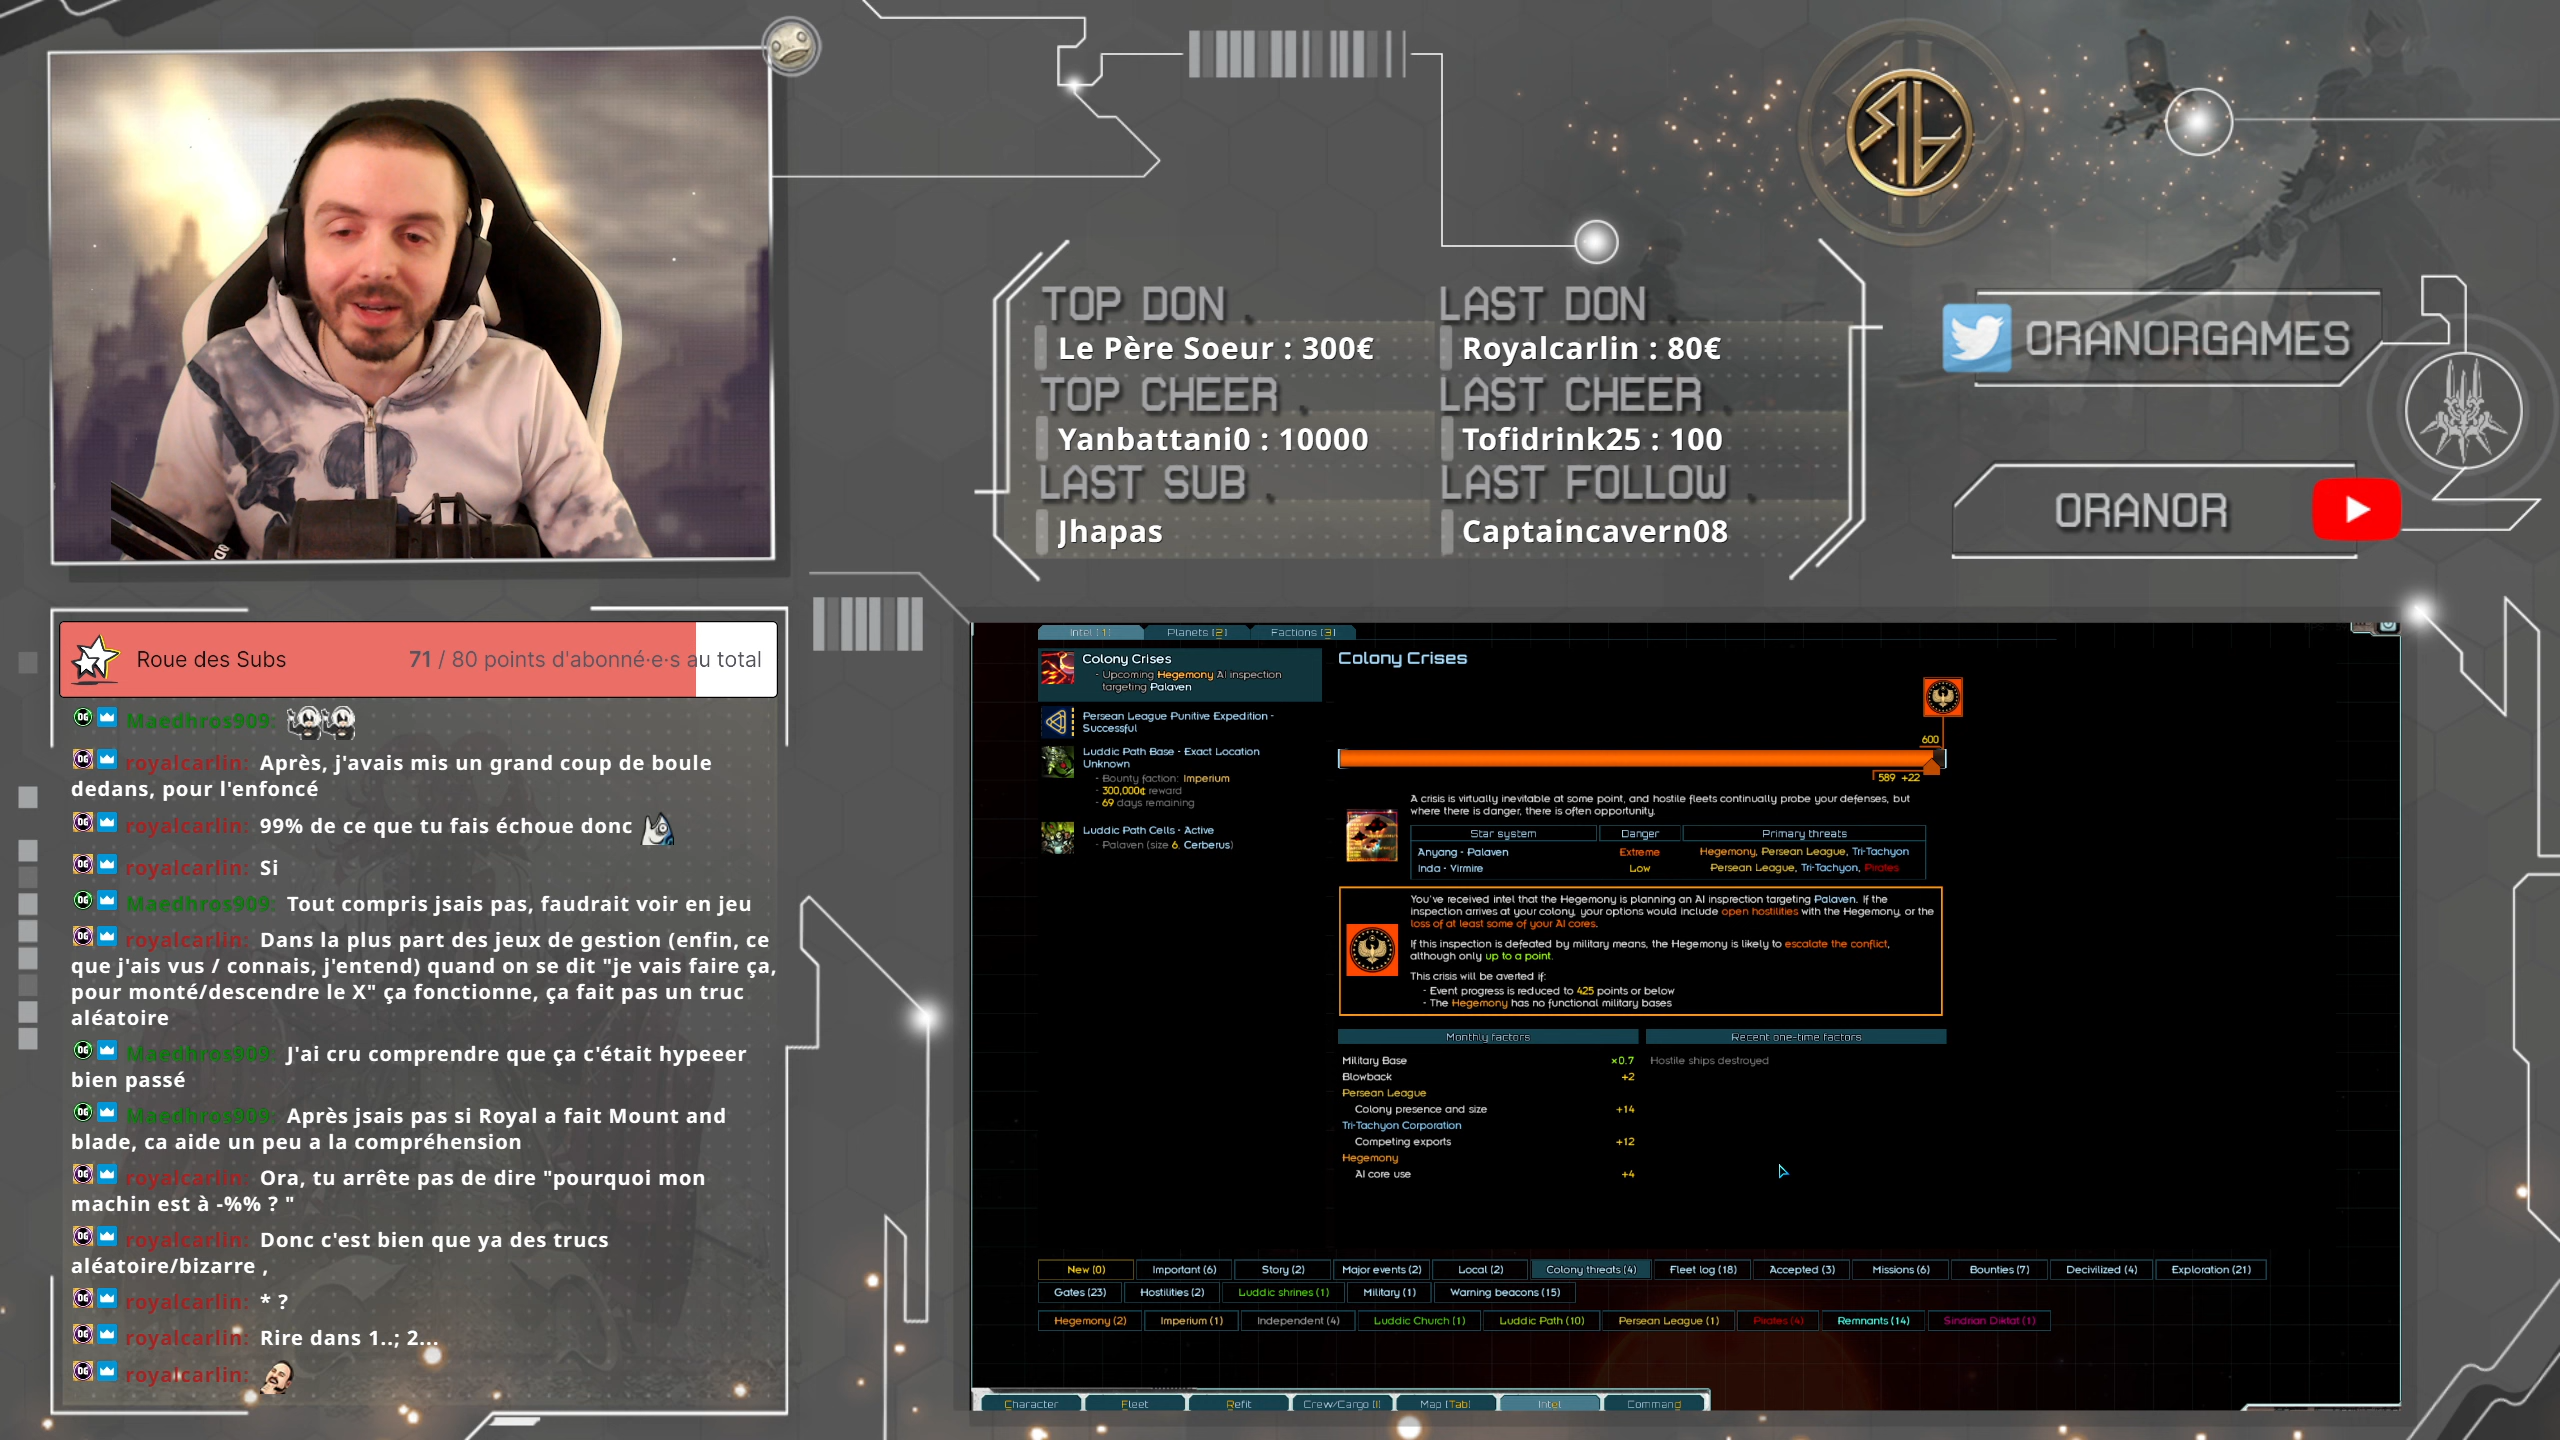 TOP DON
Le Père Soeur : 300€
LAST DON
Royalcarlin : 80€
TOP CHEER
Yanbattani0 : 10000
LAST CHEER
Tofidrink25 : 100
LAST SUB
Jhapas
LAST FOLLOW
Captaincavern08
ORANORGAMES
ORANOR
Roue des Subs
71 / 80 points d'abonné·e·s au total
Maedhros909:
royalcarlin: Après, j'avais mis un grand coup de boule
dedans, pour l'enfoncé
royalcarlin: 99% de ce que tu fais échoue donc
royalcarlin: Si
Maedhros909: Tout compris jsais pas, faudrait voir en jeu
royalcarlin: Dans la plus part des jeux de gestion (enfin, ce
que j'ais vus / connais, j'entend) quand on se dit "je vais faire ça,
pour monté/descendre le X" ça fonctionne, ça fait pas un truc
aléatoire
Maedhros909: J'ai cru comprendre que ça c'était hypeeer
bien passé
Maedhros909: Après jsais pas si Royal a fait Mount and
blade, ca aide un peu a la compréhension
royalcarlin: Ora, tu arrête pas de dire "pourquoi mon
machin est à -%% ? "
royalcarlin: Donc c'est bien que ya des trucs
aléatoire/bizarre ,
royalcarlin: * ?
royalcarlin: Rire dans 1..; 2...
royalcarlin:
Intel [1]
Planets [2]
Factions [3]
Colony Crises
- Upcoming Hegemony AI inspection
targeting Palaven
Persean League Punitive Expedition -
Successful
Luddic Path Base - Exact Location
Unknown
- Bounty faction: Imperium
- 300,000¢ reward
- 69 days remaining
Luddic Path Cells - Active
- Palaven (size 6, Cerberus)
Colony Crises
600
589 +22
A crisis is virtually inevitable at some point, and hostile fleets continually probe your defenses, but
where there is danger, there is often opportunity.
Star system Danger Primary threats
Anyang - Palaven Extreme Hegemony, Persean League, Tri-Tachyon
Inda - Virmire Low Persean League, Tri-Tachyon, Pirates
You've received intel that the Hegemony is planning an AI insprection targeting Palaven. If the
inspection arrives at your colony, your options would include open hostilities with the Hegemony, or the
loss of at least some of your AI cores.
If this inspection is defeated by military means, the Hegemony is likely to escalate the conflict,
although only up to a point.
This crisis will be averted if:
- Event progress is reduced to 425 points or below
- The Hegemony has no functional military bases
Monthly factors
Recent one-time factors
Military Base ×0.7
Hostile ships destroyed
Blowback +2
Persean League
Colony presence and size +14
Tri-Tachyon Corporation
Competing exports +12
Hegemony
AI core use +4
New (0) Important (6) Story (2) Major events (2) Local (2) Colony threats (4) Fleet log (18) Accepted (3) Missions (6) Bounties (7) Decivilized (4) Exploration (21)
Gates (23) Hostilities (2) Luddic shrines (1) Military (1) Warning beacons (15)
Hegemony (2) Imperium (1) Independent (4) Luddic Church (1) Luddic Path (10) Persean League (1) Pirates (4) Remnants (14) Sindrian Diktat (1)
Character Fleet Refit Crew/Cargo [I] Map [Tab] Intel Command